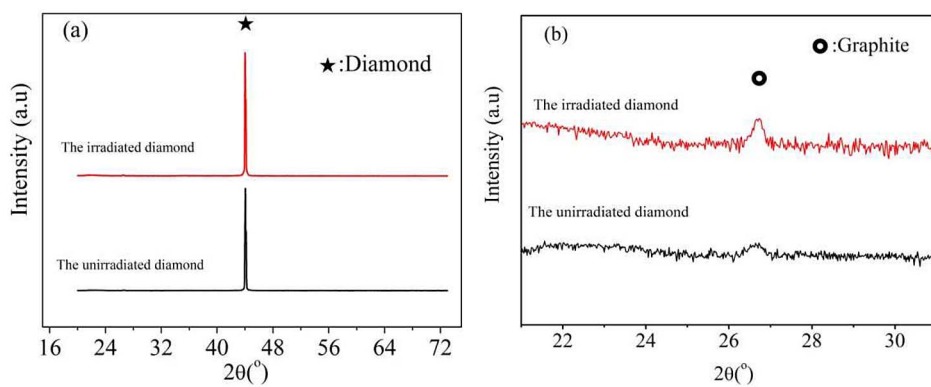 (a)
★:Diamond
The irradiated diamond
The unirradiated diamond
Intensity (a.u)
16 24 32 40 48 56 64 72
2θ(°)
(b)
:Graphite
The irradiated diamond
The unirradiated diamond
Intensity (a.u)
22 24 26 28 30
2θ(°)